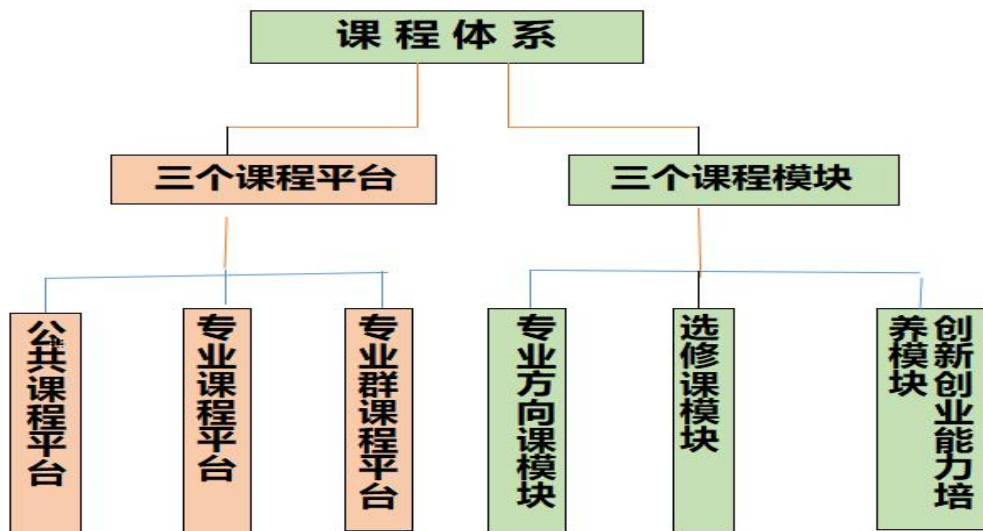 课程体系
三个课程平台
三个课程模块
公共课程平台
专业课程平台
专业群课程平台
专业方向课模块
选修课模块
创新创业能力培
养模块